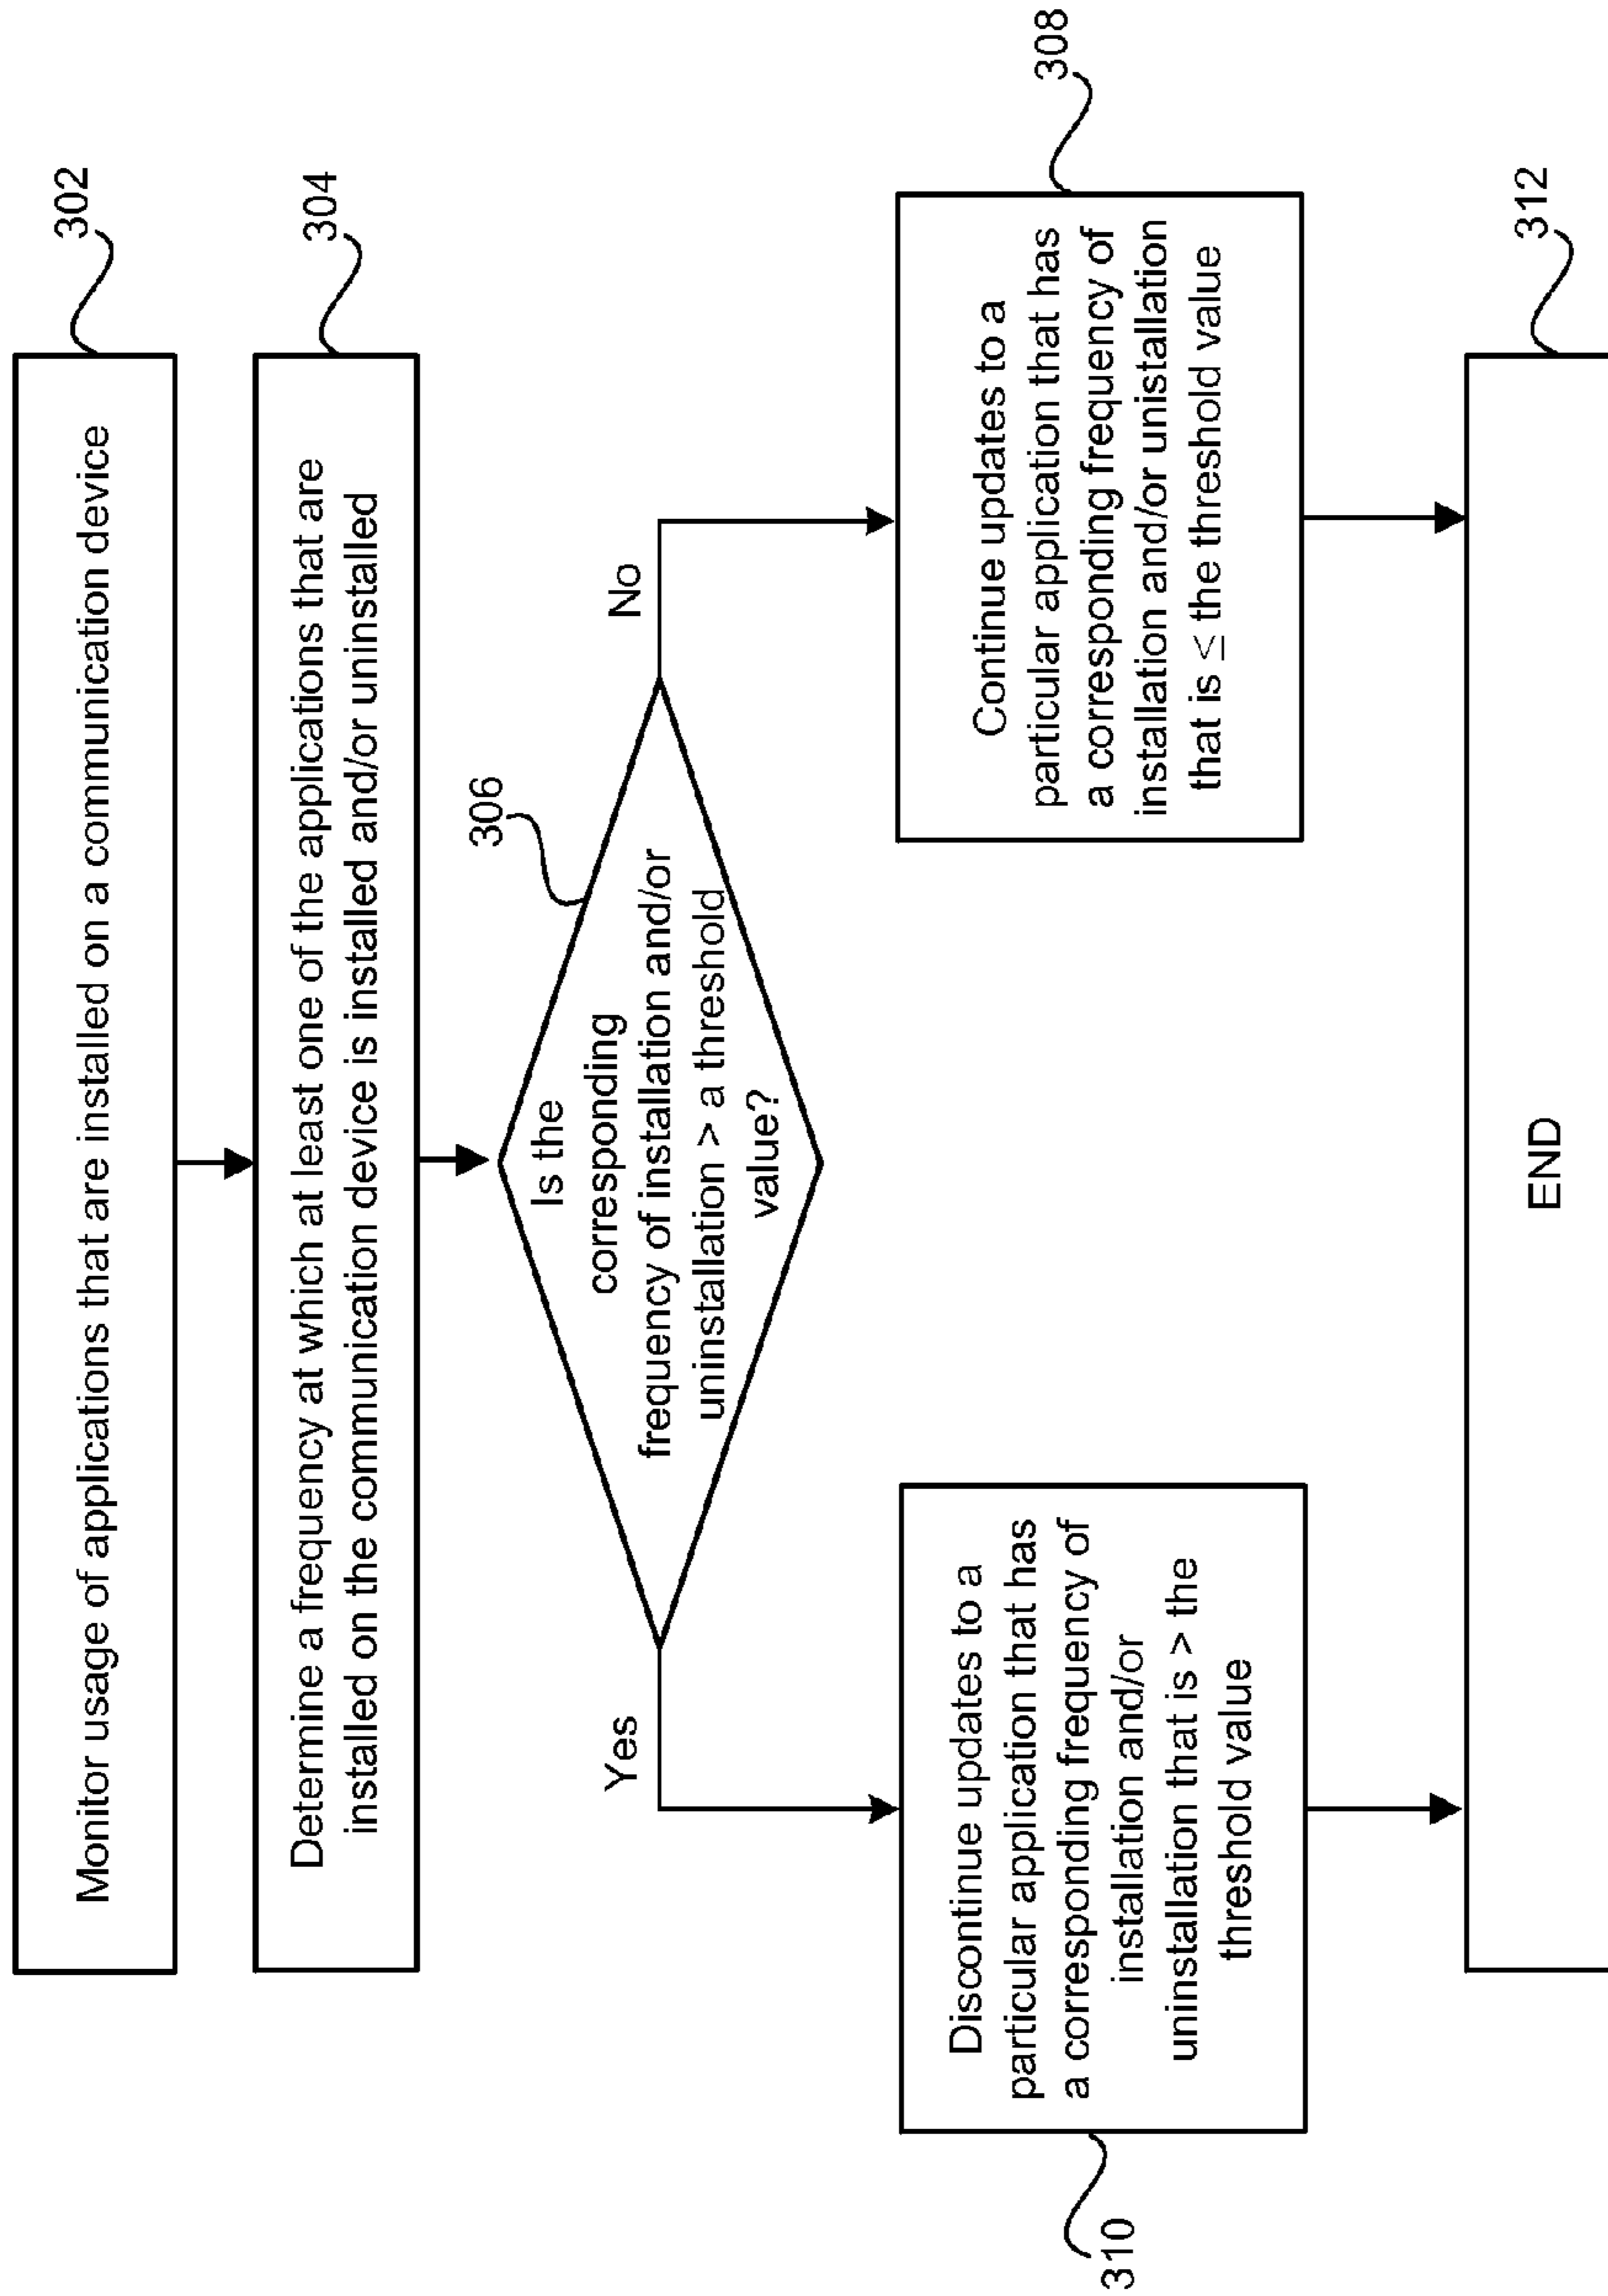 Monitor usage of applications that are installed on a communication device
302
Determine a frequency at which at least one of the applications that are
installed on the communication device is installed and/or uninstalled
304
Is the
corresponding
frequency of installation and/or
uninstallation > a threshold
value?
306
Yes
No
Discontinue updates to a
particular application that has
a corresponding frequency of
installation and/or
uninstallation that is > the
threshold value
310
Continue updates to a
particular application that has
a corresponding frequency of
installation and/or unistallation
that is ≤ the threshold value
308
END
312